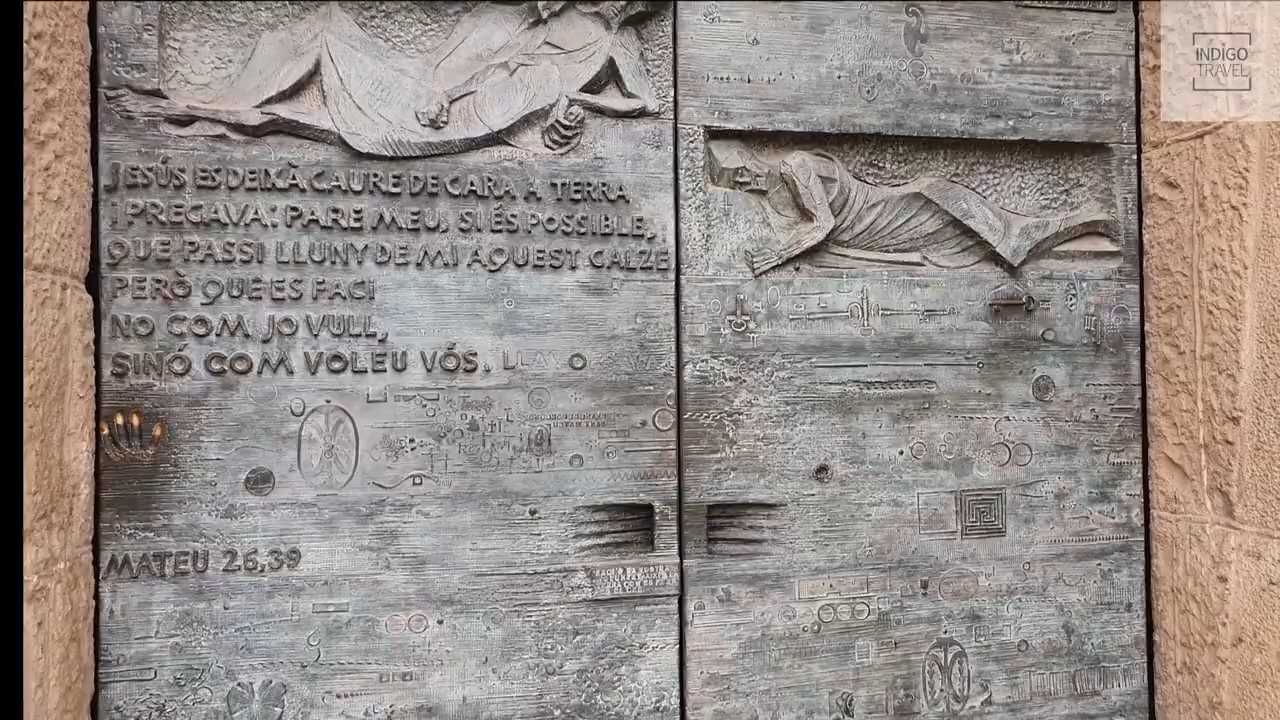 INDIGO
TRAVEL
JESÚS ES DEIXÀ CAURE DE CARA A TERRA
I PREGAVA: PARE MEU, SI ÉS POSSIBLE,
QUE PASSI LLUNY DE MI AQUEST CALZE
PERÒ QUE ES FACI
NO COM JO VULL,
SINÓ COM VOLEU VÓS.
MATEU 26,39